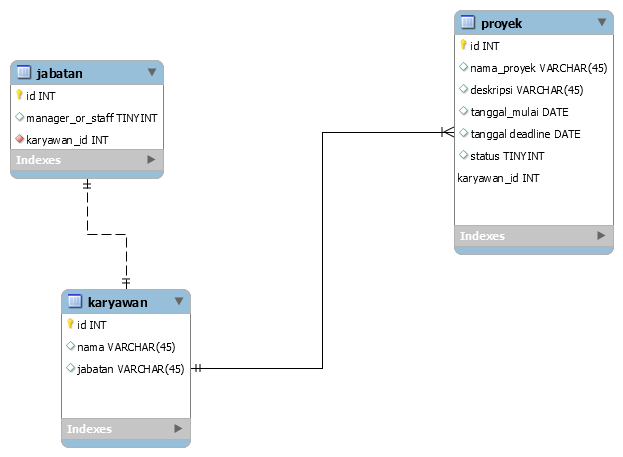 jabatan
id INT
manager_or_staff TINYINT
karyawan_id INT
Indexes
proyek
id INT
nama_proyek VARCHAR(45)
deskripsi VARCHAR(45)
tanggal_mulai DATE
tanggal deadline DATE
status TINYINT
karyawan_id INT
Indexes
karyawan
id INT
nama VARCHAR(45)
jabatan VARCHAR(45)
Indexes